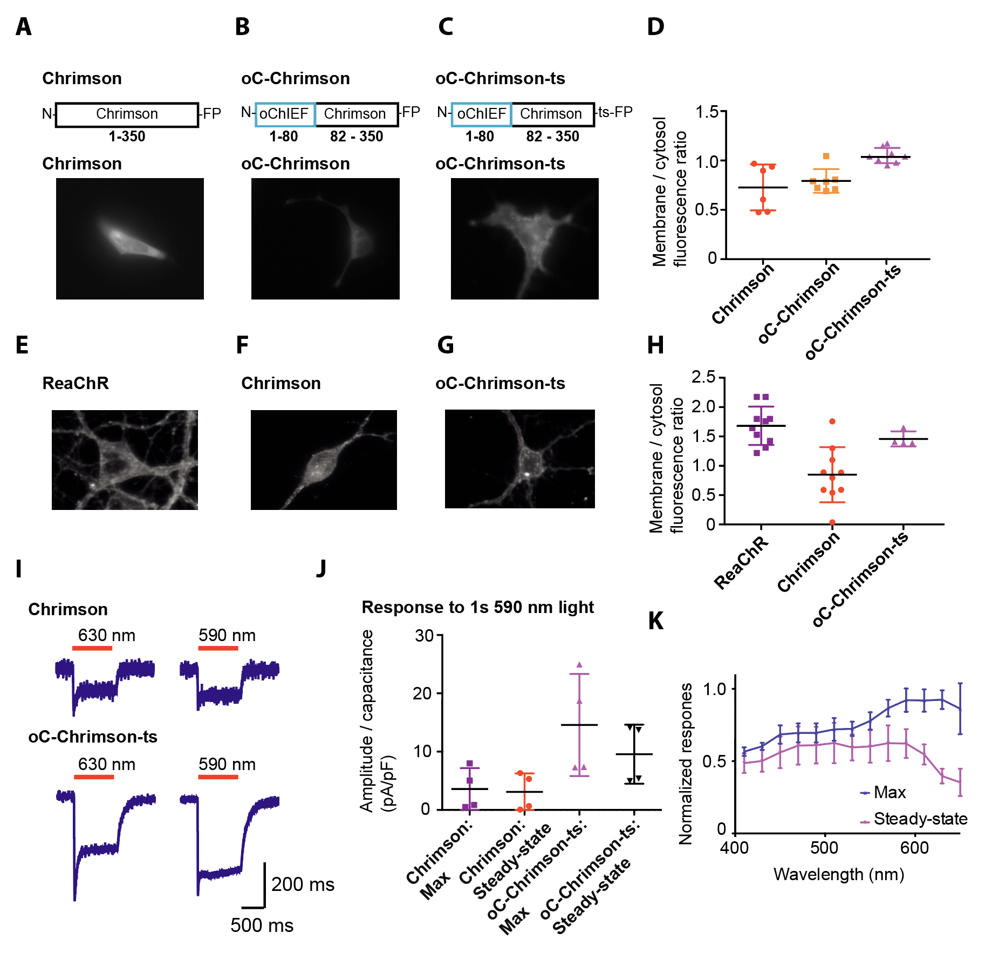 A
B
C
D
Chrimson
oC-Chrimson
oC-Chrimson-ts
N-
Chrimson
-FP
1-350
N-
oChIEF
Chrimson
-FP
1-80
82 - 350
N-
oChIEF
Chrimson
-ts-FP
1-80
82 - 350
Chrimson
oC-Chrimson
oC-Chrimson-ts
Membrane / cytosol
fluorescence ratio
1.5
1.0
0.5
0
Chrimson
oC-Chrimson
oC-Chrimson-ts
E
F
G
H
ReaChR
Chrimson
oC-Chrimson-ts
Membrane / cytosol
fluorescence ratio
2.5
2.0
1.5
1.0
0.5
0
ReaChR
Chrimson
oC-Chrimson-ts
I
J
K
Chrimson
630 nm
590 nm
oC-Chrimson-ts
630 nm
590 nm
200 ms
500 ms
Response to 1s 590 nm light
Amplitude / capacitance
(pA/pF)
30
20
10
0
Chrimson:
Max
Chrimson:
Steady-state
oC-Chrimson-ts:
Max
oC-Chrimson-ts:
Steady-state
Normalized respones
1.0
0.5
0
Max
Steady-state
400
500
600
Wavelength (nm)